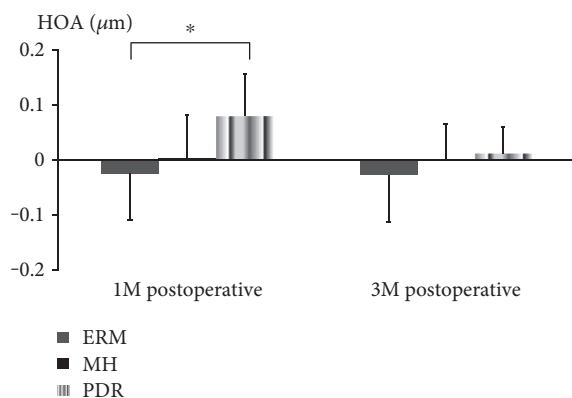 HOA (μm)
*
0.2
0.1
0
-0.1
-0.2
1M postoperative 3M postoperative
ERM
MH
PDR